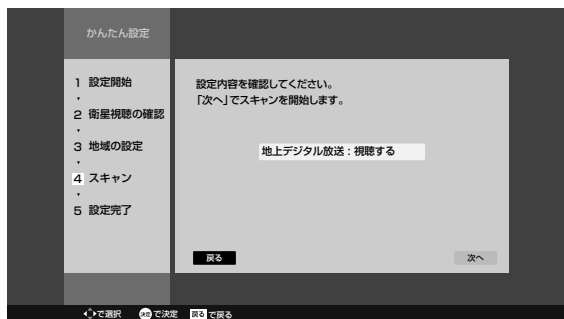 かんたん設定
1 設定開始
2 衛星視聴の確認
3 地域の設定
4 スキャン
5 設定完了
設定内容を確認してください。
「次へ」でスキャンを開始します。
地上デジタル放送：視聴する
戻る
次へ
で選択 決定 で決定 戻る で戻る